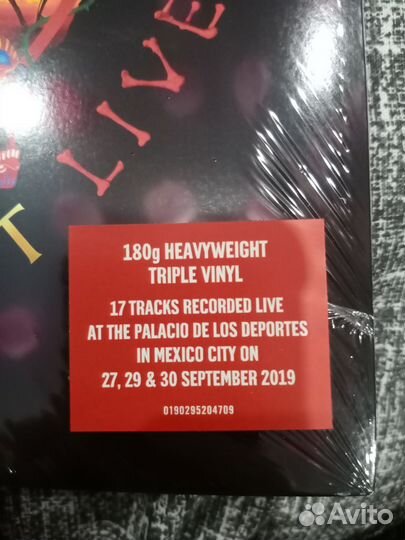 LIVE
T
180g HEAVYWEIGHT
TRIPLE VINYL
17 TRACKS RECORDED LIVE
AT THE PALACIO DE LOS DEPORTES
IN MEXICO CITY ON
27, 29 & 30 SEPTEMBER 2019
0190295204709
Avito